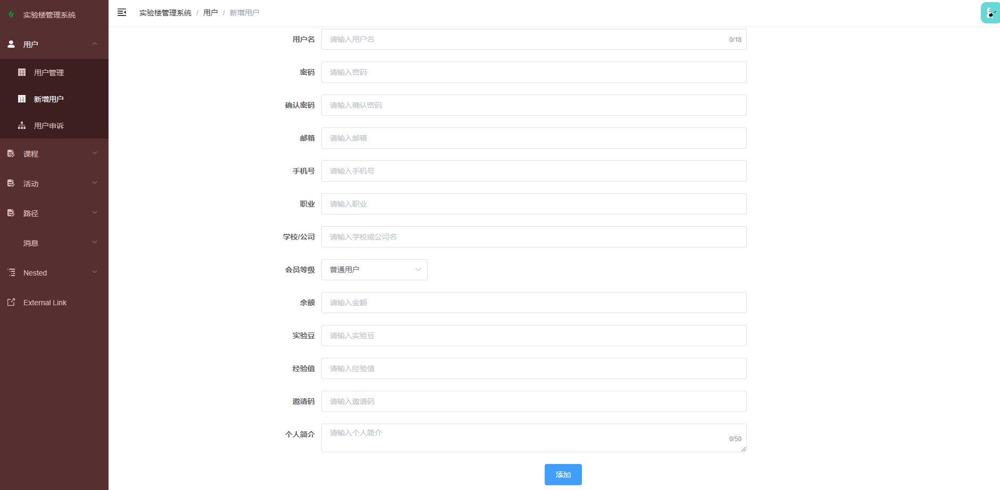 实验楼管理系统
用户
用户管理
新增用户
用户申诉
课程
活动
路径
消息
Nested
External Link
实验楼管理系统 / 用户 / 新增用户
用户名 请输入用户名 0/18
密码 请输入密码
确认密码 请输入确认密码
邮箱 请输入邮箱
手机号 请输入手机号
职业 请输入职业
学校/公司 请输入学校或公司名
会员等级 普通用户
余额 请输入金额
实验豆 请输入实验豆
经验值 请输入经验值
邀请码 请输入邀请码
个人简介 请输入个人简介 0/50
添加